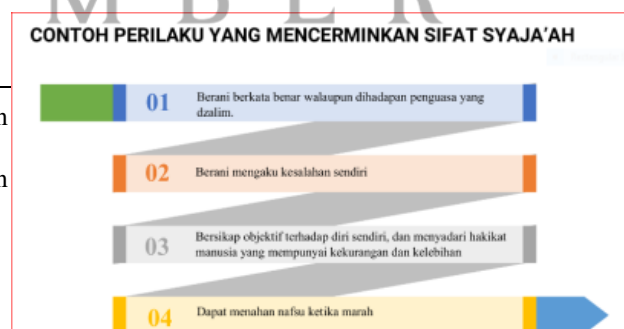 M B E R
CONTOH PERILAKU YANG MENCERMINKAN SIFAT SYAJA'AH
01
Berani berkata benar walaupun dihadapan penguasa yang
dzalim.
02
Berani mengaku kesalahan sendiri
03
Bersikap objektif terhadap diri sendiri, dan menyadari hakikat
manusia yang mempunyai kekurangan dan kelebihan
04
Dapat menahan nafsu ketika marah